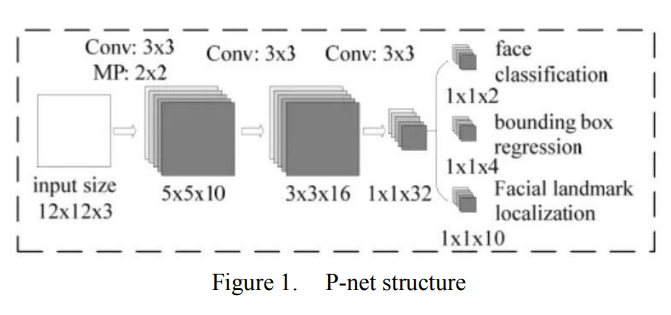 Conv: 3x3
MP: 2x2
Conv: 3x3
Conv: 3x3
face
classification
1x1x2
bounding box
regression
1x1x4
Facial landmark
localization
1x1x10
input size
12x12x3
5x5x10
3x3x16
1x1x32
Figure 1. P-net structure